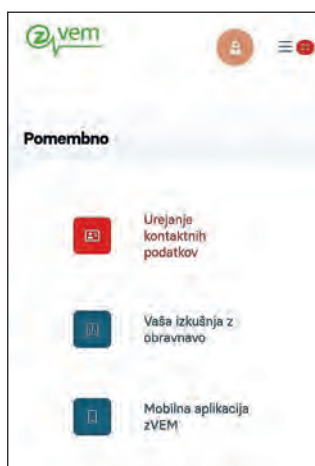 zvem
Pomembno
Urejanje
kontaktnih
podatkov
Vaša izkušnja z
obravnavo
Mobilna aplikacija
zVEM